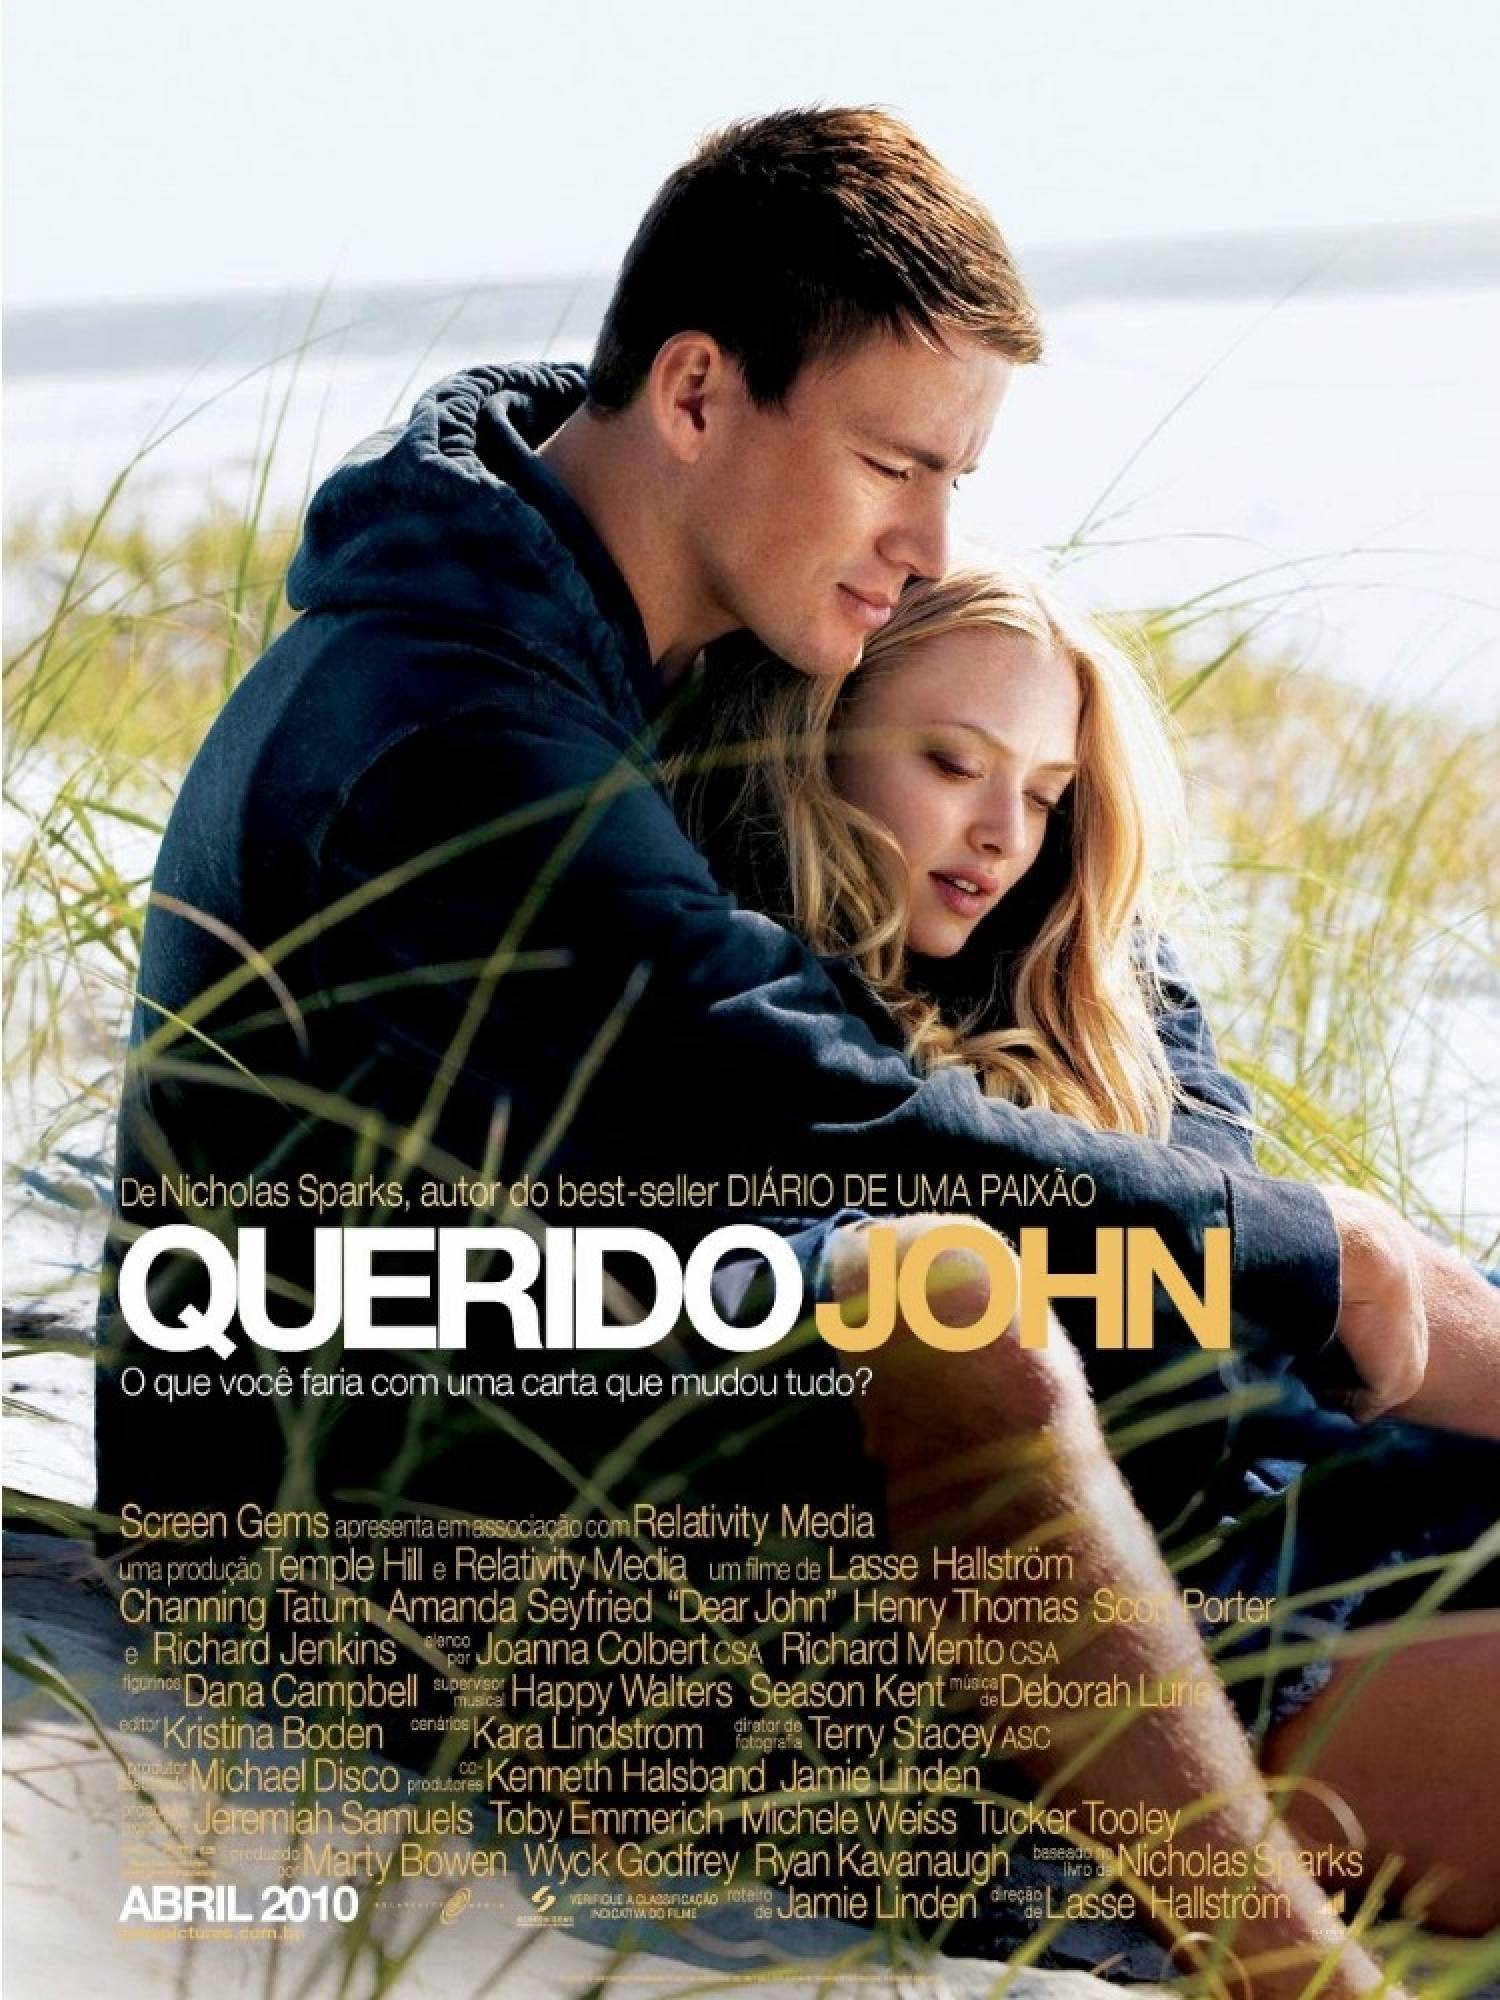 De Nicholas Sparks, autor do best-seller DIÁRIO DE UMA PAIXÃO
QUERIDO JOHN
O que você faria com uma carta que mudou tudo?
Screen Gems apresenta em associação com Relativity Media
uma produção Temple Hill e Relativity Media um filme de Lasse Hallström
Channing Tatum Amanda Seyfried “Dear John” Henry Thomas Scott Porter
e Richard Jenkins elenco por Joanna Colbert CSA Richard Mento CSA
figurinos Dana Campbell supervisor musical Happy Walters Season Kent música de Deborah Lurie
editor Kristina Boden cenários Kara Lindstrom diretor de fotografia Terry Stacey ASC
produtor Michael Disco co-produtores Kenneth Halsband Jamie Linden
Jeremiah Samuels Toby Emmerich Michele Weiss Tucker Tooley
produzido por Marty Bowen Wyck Godfrey Ryan Kavanaugh baseado no livro de Nicholas Sparks
ABRIL 2010 RELATIVITY MEDIA SCREEN GEMS VERIFIQUE A CLASSIFICAÇÃO INDICATIVA DO FILME roteiro de Jamie Linden direção de Lasse Hallström